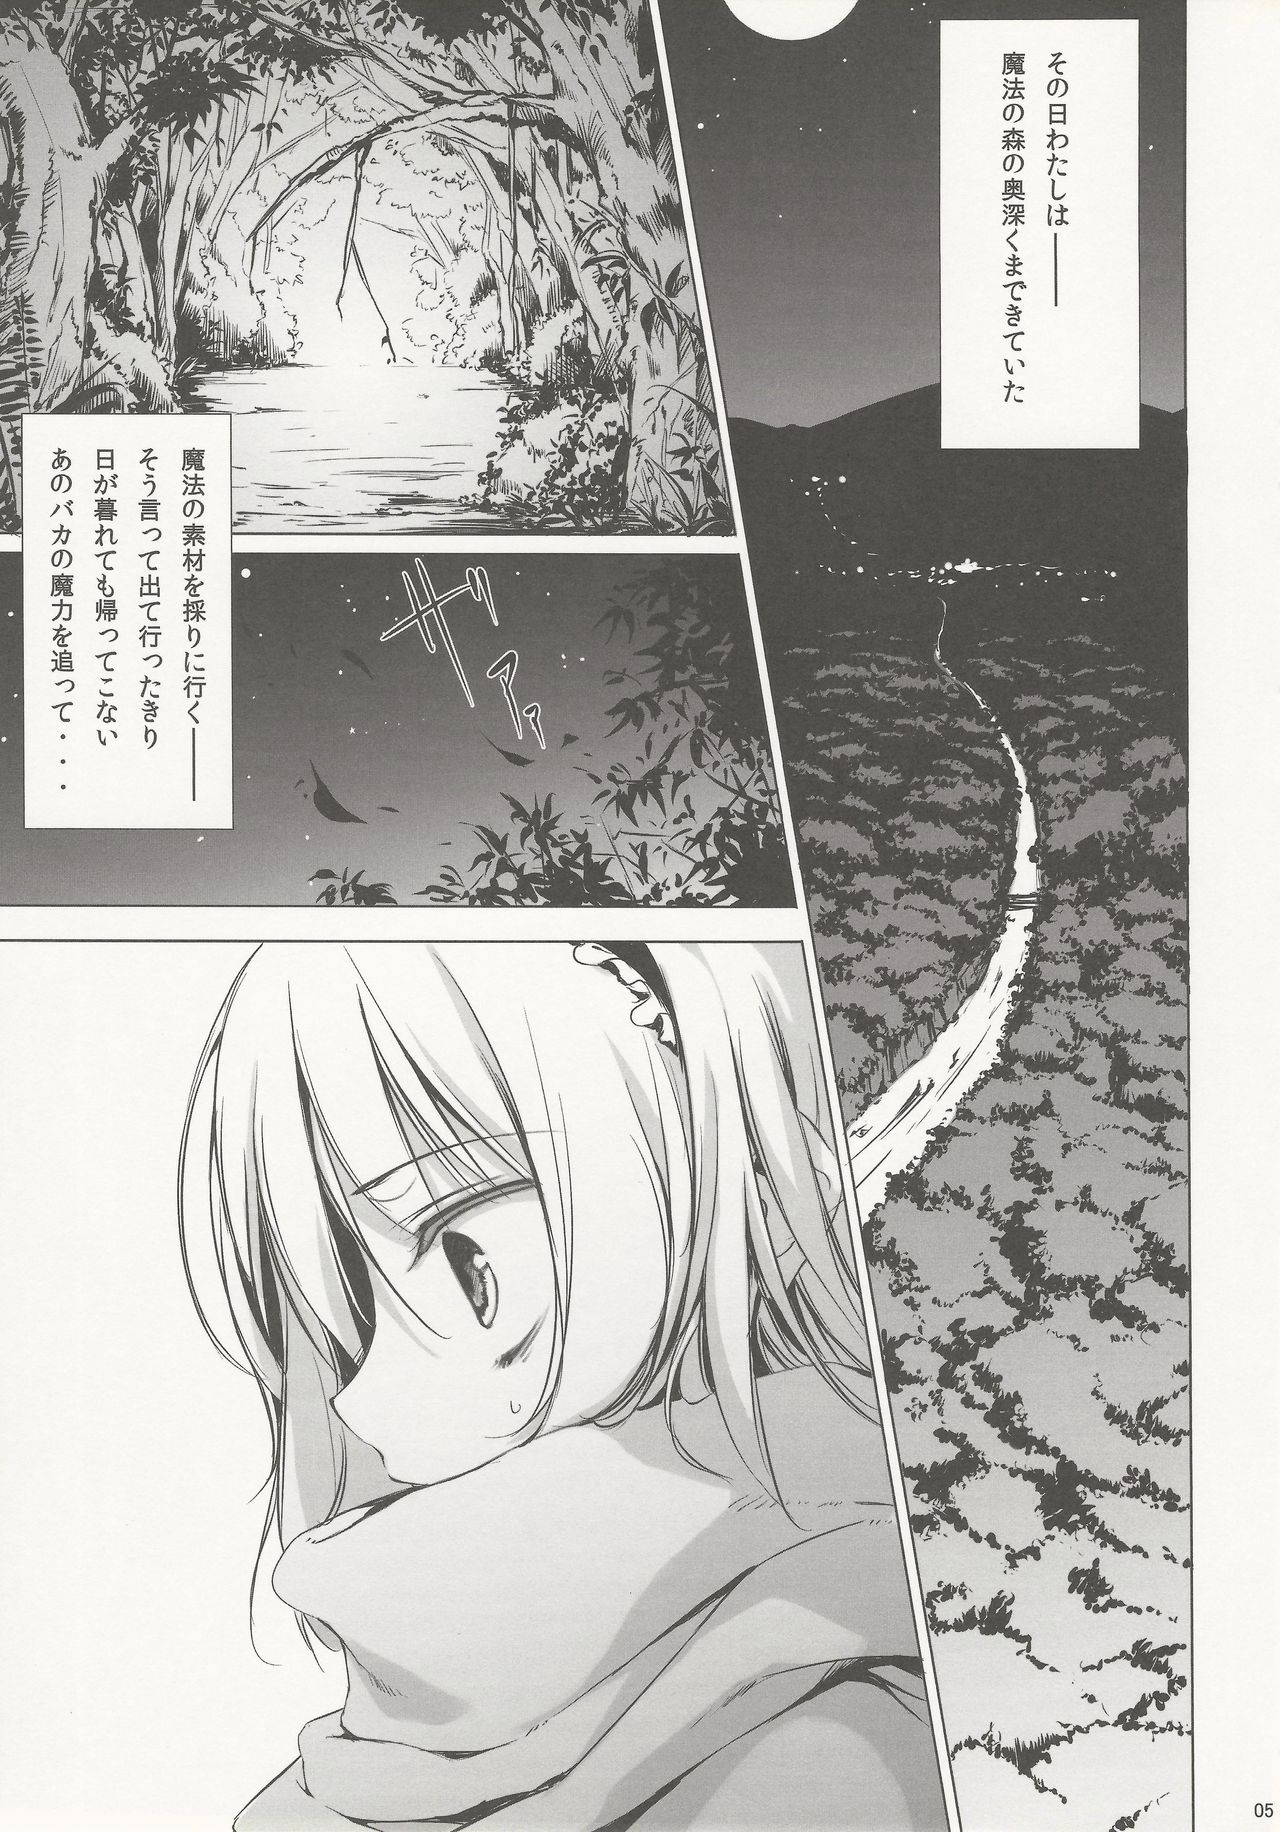 その日わたしは――
魔法の森の奥深くまできていた
魔法の素材を採りに行く――
そう言って出て行ったきり
日が暮れても帰ってこない
あのバカの魔力を追って・・・・
ザァァッ
05